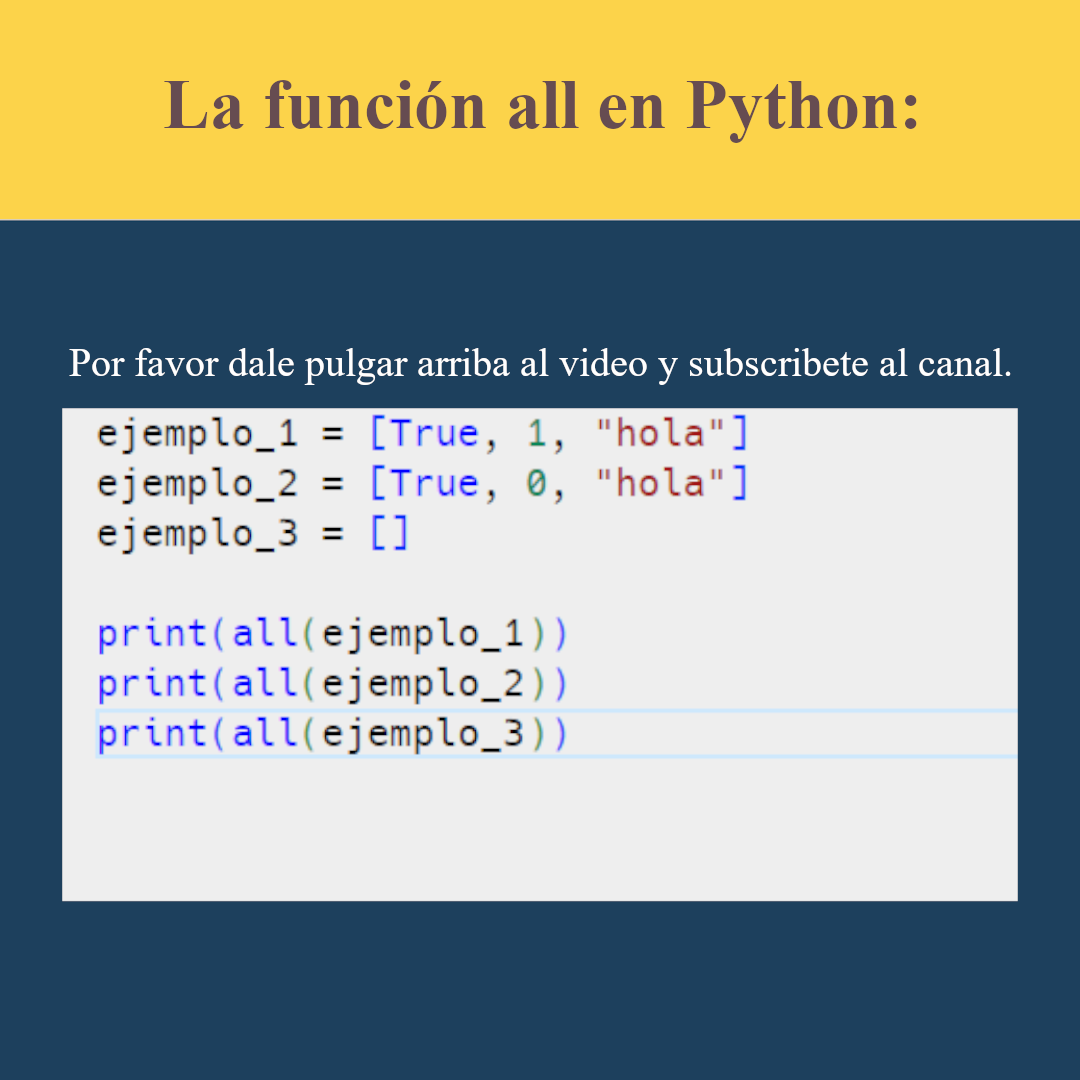 La función all en Python:
Por favor dale pulgar arriba al video y subscribete al canal.
ejemplo_1 = [True, 1, "hola"]
ejemplo_2 = [True, 0, "hola"]
ejemplo_3 = []
print(all(ejemplo_1))
print(all(ejemplo_2))
print(all(ejemplo_3))